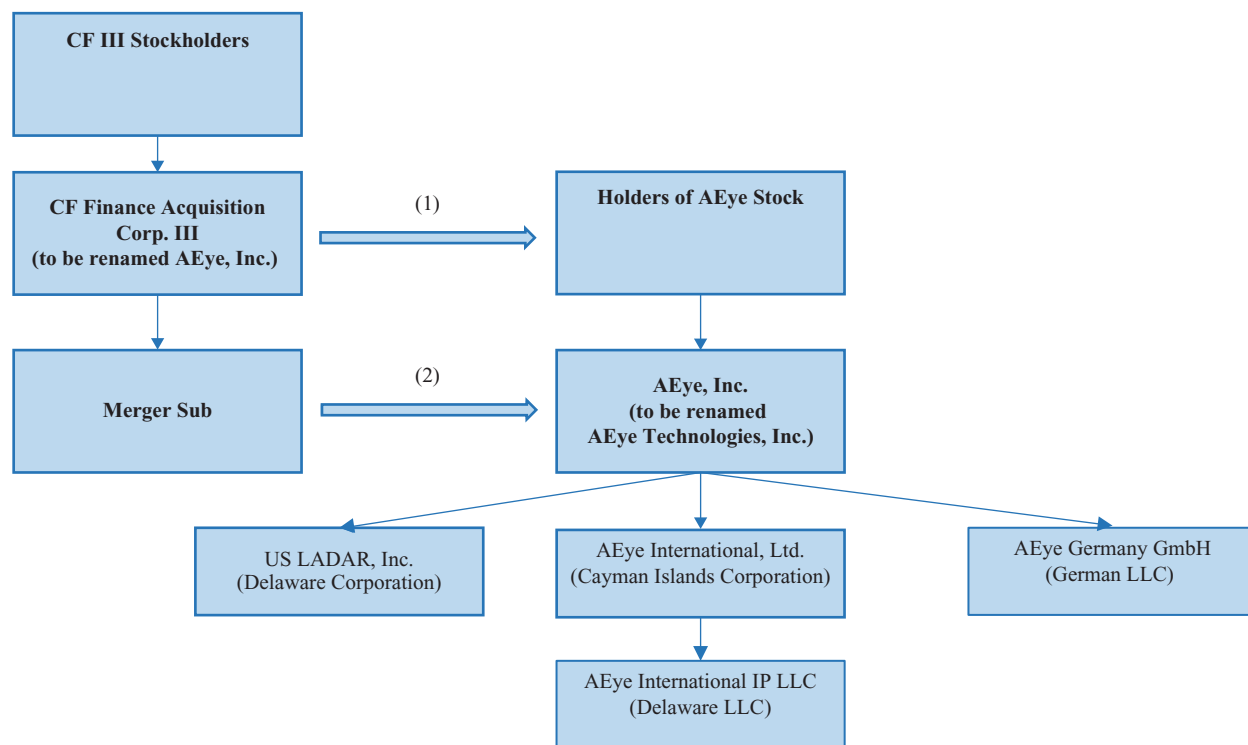 CF III Stockholders
CF Finance Acquisition
Corp. III
(to be renamed AEye, Inc.)
(1)
Holders of AEye Stock
Merger Sub
(2)
AEye, Inc.
(to be renamed
AEye Technologies, Inc.)
US LADAR, Inc.
(Delaware Corporation)
AEye International, Ltd.
(Cayman Islands Corporation)
AEye Germany GmbH
(German LLC)
AEye International IP LLC
(Delaware LLC)